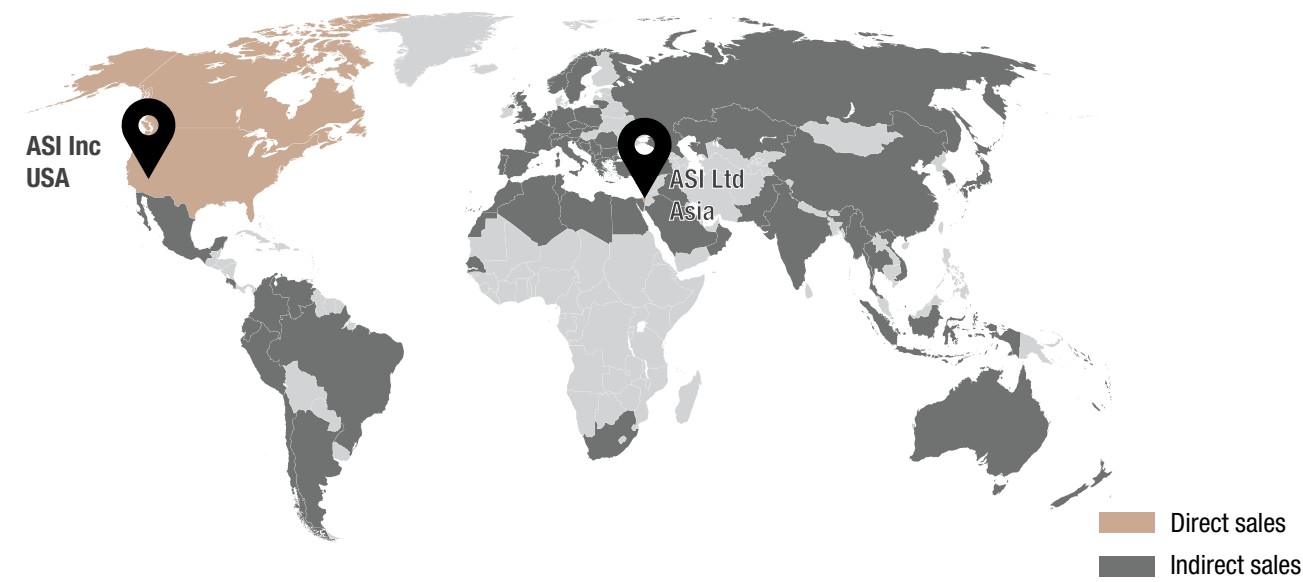 ASI Inc
USA
ASI Ltd
Asia
Direct sales
Indirect sales